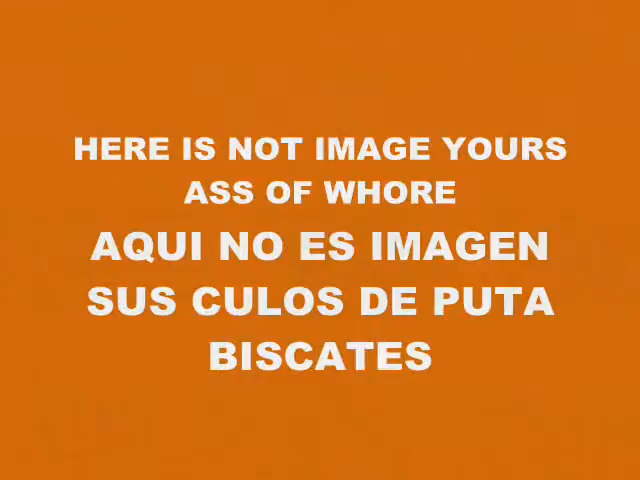 HERE IS NOT IMAGE YOURS
ASS OF WHORE
AQUI NO ES IMAGEN
SUS CULOS DE PUTA
BISCATES